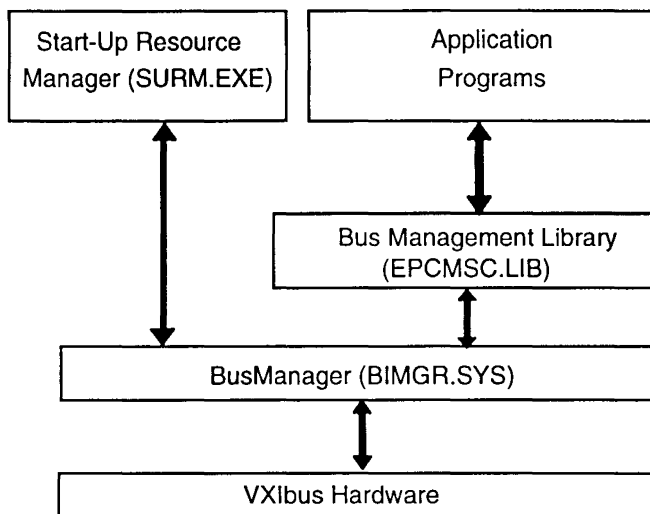 Start-Up Resource
Manager (SURM.EXE)
Application
Programs
Bus Management Library
(EPCMSC.LIB)
BusManager (BIMGR.SYS)
VXIbus Hardware